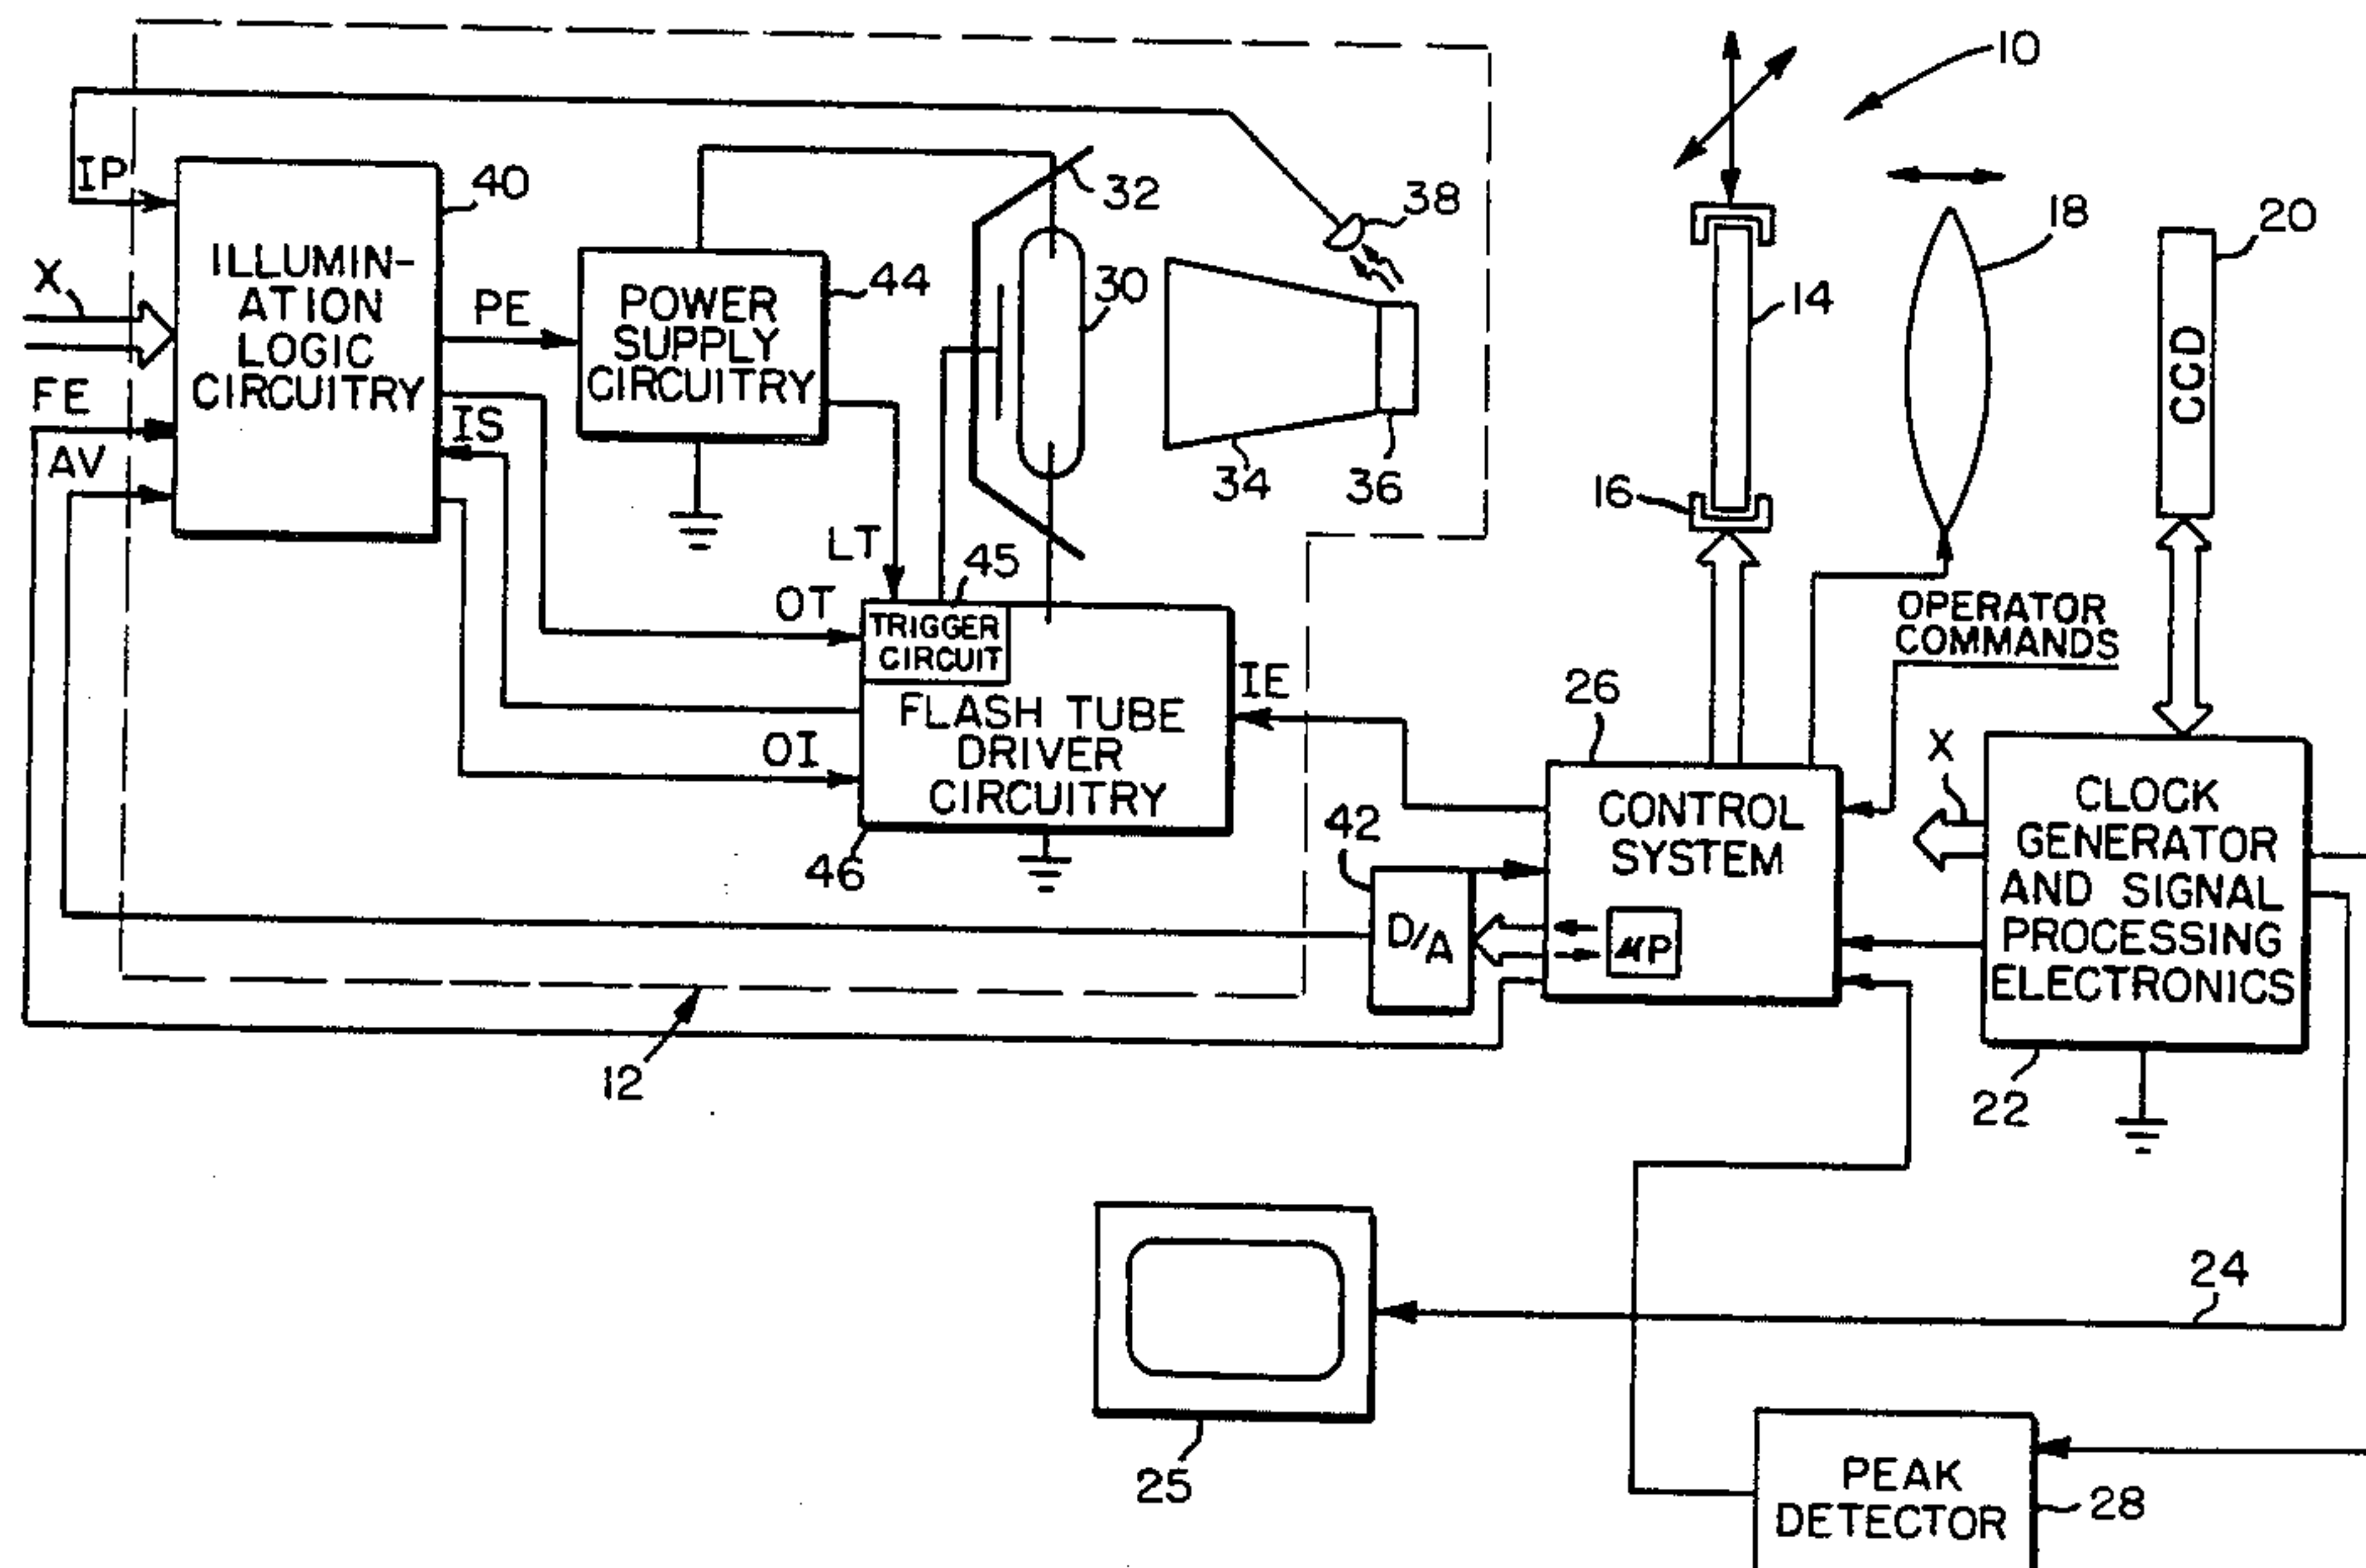 10
IP
40
32
38
18
20
X
ILLUMIN-
ATION
LOGIC
CIRCUITRY
PE
POWER
SUPPLY
CIRCUITRY
44
30
14
CCD
FE
IS
AV
34
36
16
LT
45
OT
TRIGGER
CIRCUIT
OPERATOR
COMMANDS
IE
26
FLASH TUBE
DRIVER
CIRCUITRY
OI
X
42
CONTROL
SYSTEM
CLOCK
GENERATOR
AND SIGNAL
PROCESSING
ELECTRONICS
46
D/A
μP
12
22
24
25
PEAK
DETECTOR
28